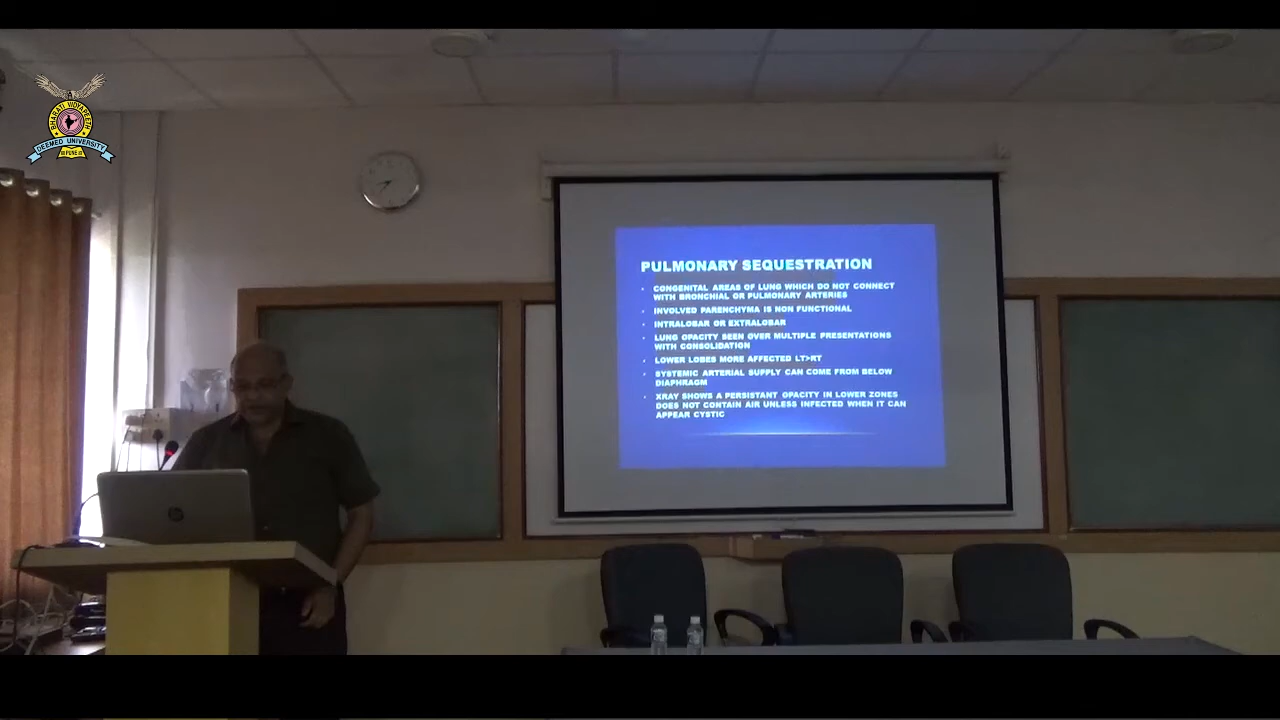 BHARATI VIDYAPEETH
DEEMED UNIVERSITY
PULMONARY SEQUESTRATION
• CONGENITAL AREAS OF LUNG WHICH DO NOT CONNECT
WITH BRONCHIAL OR PULMONARY ARTERIES
• INVOLVED PARENCHYMA IS NON FUNCTIONAL
• INTRALOBAR OR EXTRALOBAR
• LUNG OPACITY SEEN OVER MULTIPLE PRESENTATIONS
WITH CONSOLIDATION
• LOWER LOBES MORE AFFECTED LT>RT
• SYSTEMIC ARTERIAL SUPPLY CAN COME FROM BELOW
DIAPHRAGM
• XRAY SHOWS A PERSISTANT OPACITY IN LOWER ZONES
DOES NOT CONTAIN AIR UNLESS INFECTED WHEN IT CAN
APPEAR CYSTIC
hp